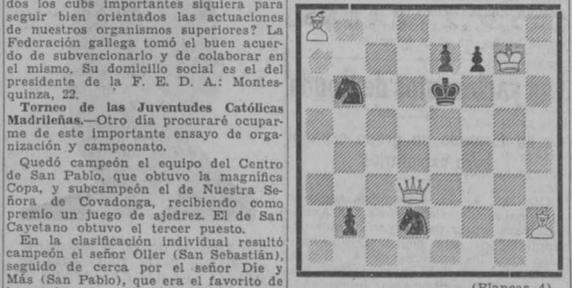 dos los cubs importantes siquiera para
seguir bien orientados las actuaciones
de nuestros organismos superiores? La
Federación gallega tomó el buen acuer-
do de subvencionarlo y de colaborar en
el mismo. Su domicilio social es el del
presidente de la F. E. D. A.: Montes-
quinza, 22.
Torneo de las Juventudes Católicas
Madrileñas.—Otro día procuraré ocupar-
me de este importante ensayo de orga-
nización y campeonato.
Quedó campeón el equipo del Centro
de San Pablo, que obtuvo la magnífica
Copa, y subcampeón el de Nuestra Se-
ñora de Covadonga, recibiendo como
premio un juego de ajedrez. El de San
Cayetano obtuvo el tercer puesto.
En la clasificación individual resultó
campeón el señor Oller (San Sebastián),
seguido de cerca por el señor Die y
Más (San Pablo), que era el favorito de
(Blancas, 4)